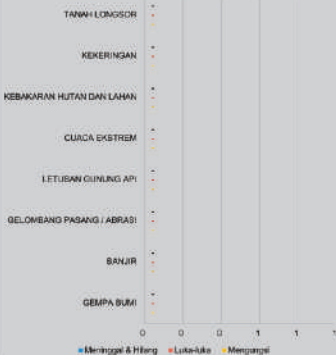 TANAH LONGSOR
KEKERINGAN
KEBAKARAN HUTAN DAN LAHAN
CUACA EKSTREM
LETUSAN GUNUNG API
GELOMBANG PASANG / ABRASI
BANJIR
GEMPA BUMI
0 0 0 1 1 1
Meninggal & Hilang Luka-luka Mengungsi